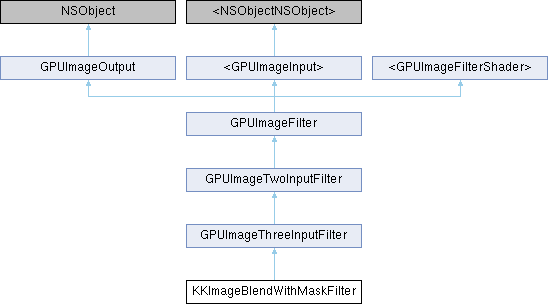 NSObject
<NSObjectNSObject>
GPUImageOutput
<GPUImageInput>
<GPUImageFilterShader>
GPUImageFilter
GPUImageTwoInputFilter
GPUImageThreeInputFilter
KKImageBlendWithMaskFilter